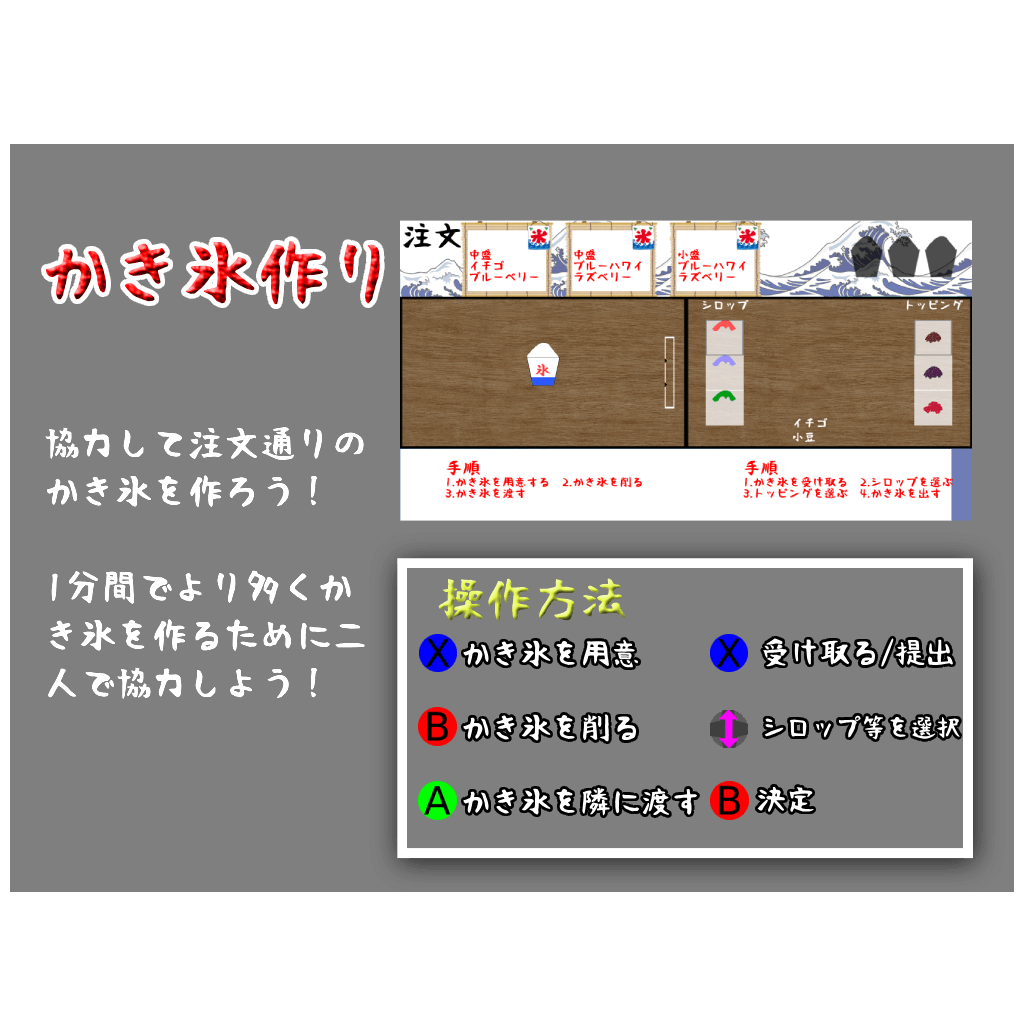 かき氷作り
協力して注文通りの
かき氷を作ろう！
1分間でより多くか
き氷を作るために二
人で協力しよう！
注文
氷
中盛
イチゴ
ブルーベリー
氷
中盛
ブルーハワイ
ラズベリー
氷
小盛
ブルーハワイ
ラズベリー
シロップ
トッピング
氷
イチゴ
小豆
手順
1.かき氷を用意する 2.かき氷を削る
3.かき氷を渡す
手順
1.かき氷を受け取る 2.シロップを選ぶ
3.トッピングを選ぶ 4.かき氷を出す
操作方法
X かき氷を用意
X 受け取る/提出
B かき氷を削る
シロップ等を選択
A かき氷を隣に渡す
B 決定